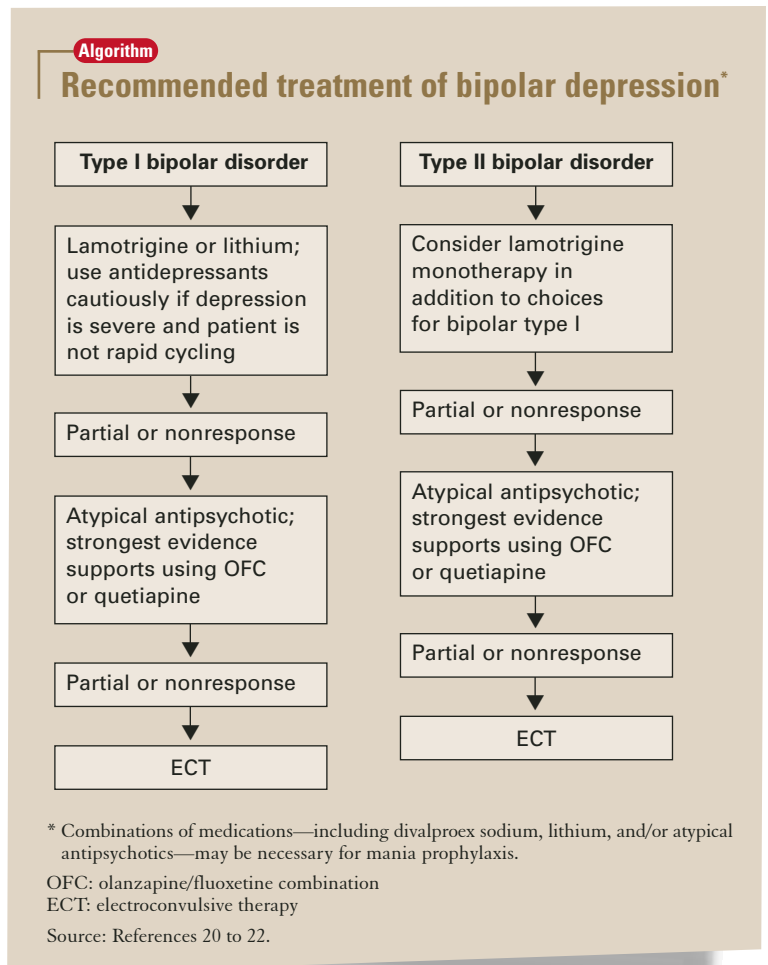 Algorithm
Recommended treatment of bipolar depression*
Type I bipolar disorder
Lamotrigine or lithium;
use antidepressants
cautiously if depression
is severe and patient is
not rapid cycling
Partial or nonresponse
Atypical antipsychotic;
strongest evidence
supports using OFC
or quetiapine
Partial or nonresponse
ECT
Type II bipolar disorder
Consider lamotrigine
monotherapy in
addition to choices
for bipolar type I
Partial or nonresponse
Atypical antipsychotic;
strongest evidence
supports using OFC
or quetiapine
Partial or nonresponse
ECT
* Combinations of medications—including divalproex sodium, lithium, and/or atypical
antipsychotics—may be necessary for mania prophylaxis.
OFC: olanzapine/fluoxetine combination
ECT: electroconvulsive therapy
Source: References 20 to 22.